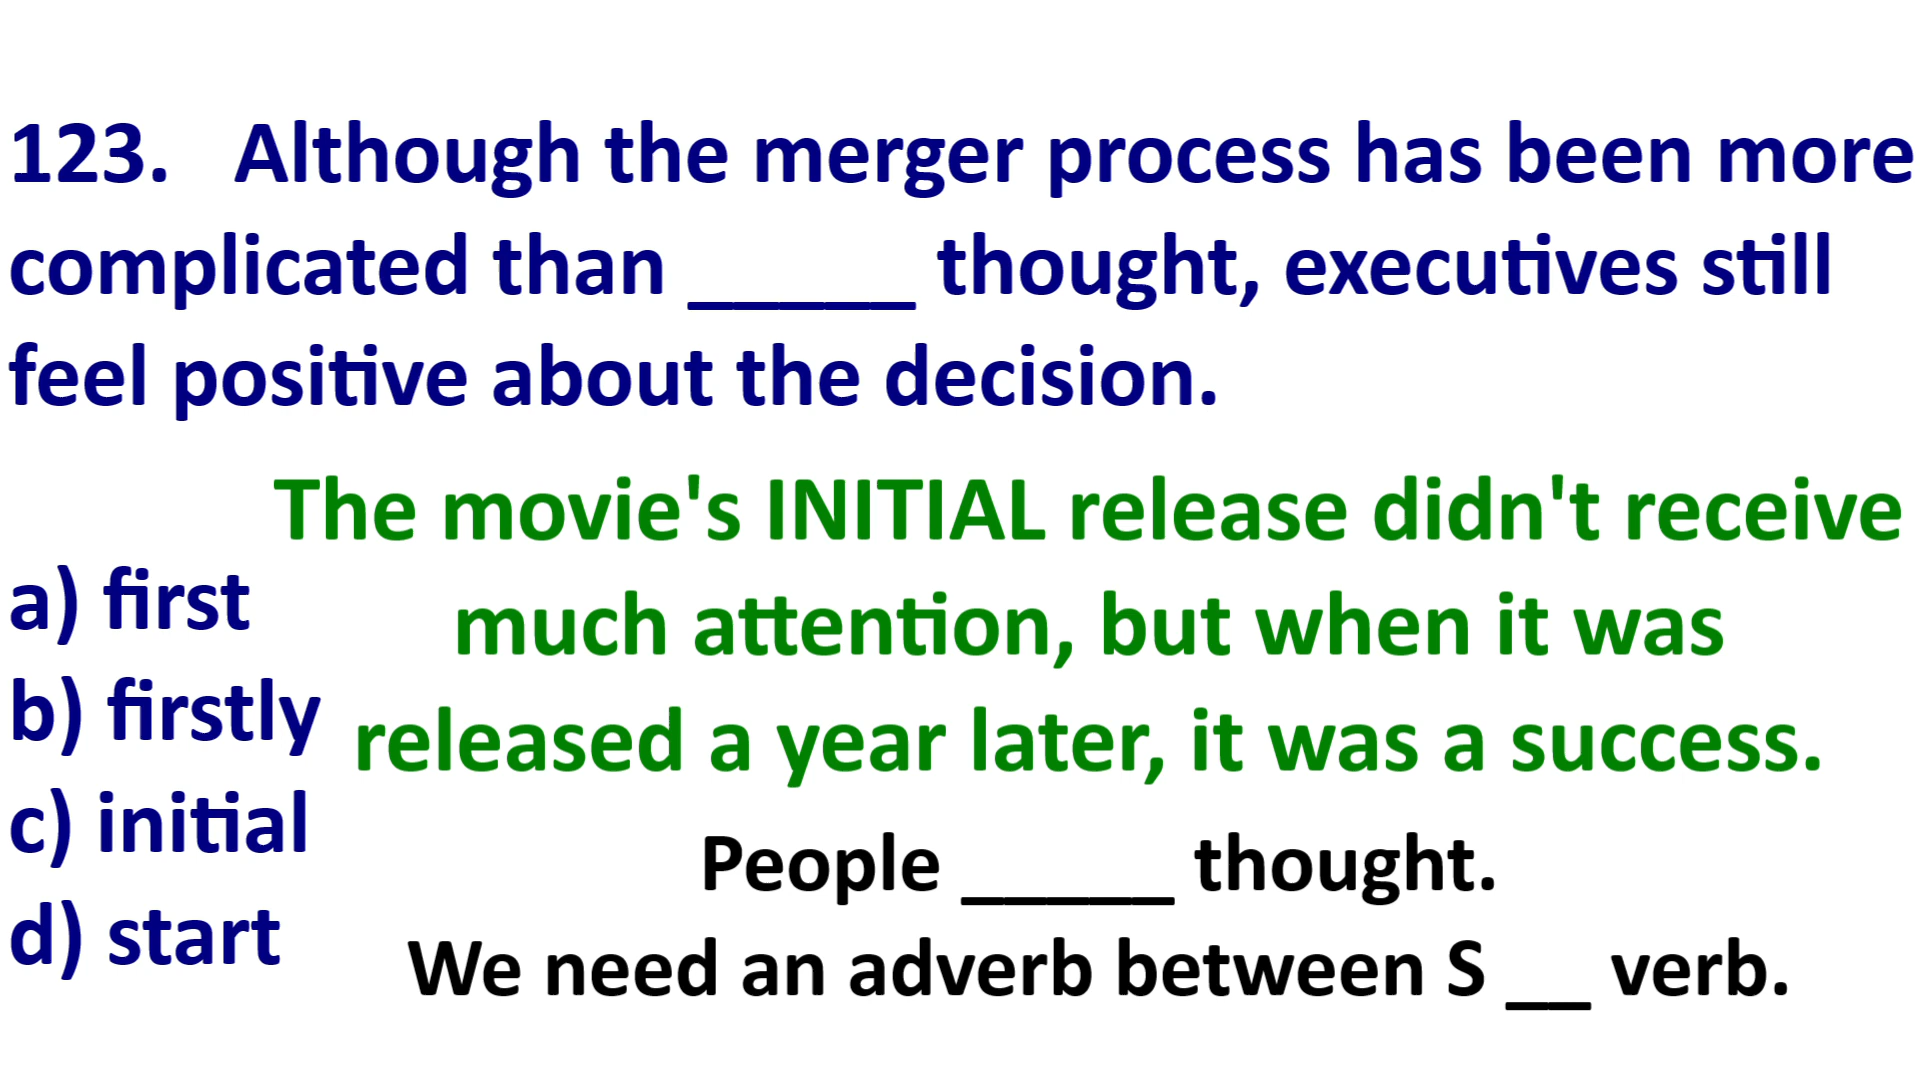 123. Although the merger process has been more
complicated than _____ thought, executives still
feel positive about the decision.
The movie's INITIAL release didn't receive
a) first
much attention, but when it was
b) firstly
released a year later, it was a success.
c) initial
People _____ thought.
d) start
We need an adverb between S __ verb.